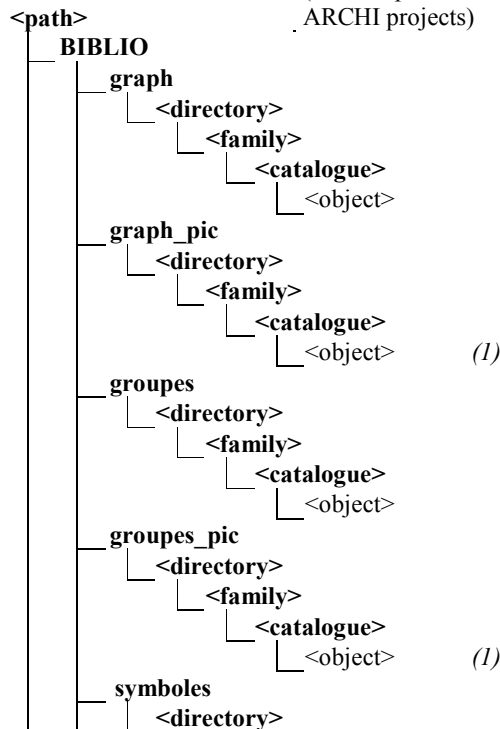 <path> ARCHI projects)
BIBLIO
graph
<directory>
<family>
<catalogue>
<object>
graph_pic
<directory>
<family>
<catalogue>
<object> (1)
groupes
<directory>
<family>
<catalogue>
<object>
groupes_pic
<directory>
<family>
<catalogue>
<object> (1)
symboles
<directory>